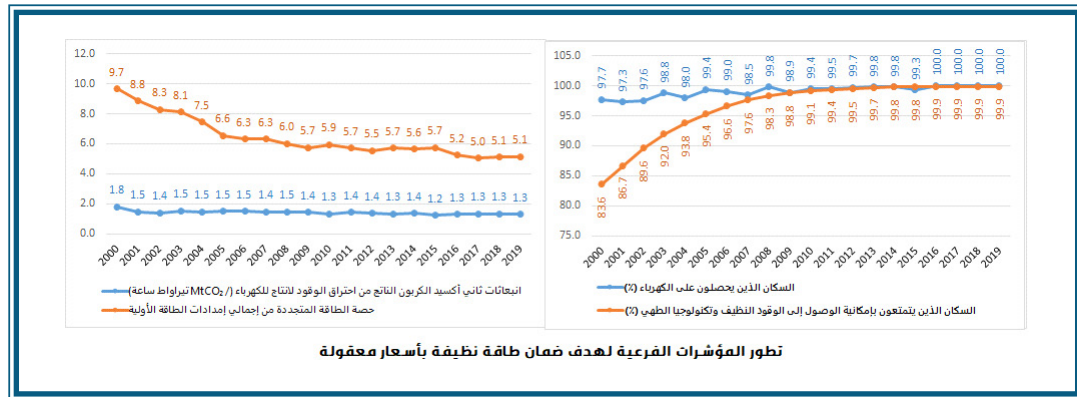 12.0
10.0
8.0
6.0
4.0
2.0
0.0
9.7 8.8 8.3 8.1 7.5 6.6 6.3 6.3 6.0 5.7 5.9 5.7 5.5 5.7 5.6 5.7 5.2 5.0 5.1 5.1
1.8 1.5 1.4 1.5 1.4 1.5 1.5 1.4 1.5 1.4 1.3 1.4 1.4 1.3 1.4 1.2 1.3 1.3 1.3 1.3
2000 2001 2002 2003 2004 2005 2006 2007 2008 2009 2010 2011 2012 2013 2014 2015 2016 2017 2018 2019
انبعاثات ثاني أكسيد الكربون الناتج من احتراق الوقود لانتاج للكهرباء (/ MtCO₂ تيراواط ساعة)
حصة الطاقة المتجددة من إجمالي إمدادات الطاقة الأولية
105.0
100.0
95.0
90.0
85.0
80.0
75.0
97.7 97.3 97.6 98.8 98.0 99.4 99.0 98.5 99.8 98.9 99.4 99.5 99.7 99.8 99.8 99.3 100.0 100.0 100.0 100.0
83.6 86.7 89.6 92.0 93.8 95.4 96.6 97.6 98.3 98.8 99.1 99.4 99.5 99.7 99.8 99.8 99.9 99.9 99.9 99.9
2000 2001 2002 2003 2004 2005 2006 2007 2008 2009 2010 2011 2012 2013 2014 2015 2016 2017 2018 2019
السكان الذين يحصلون على الكهرباء (%)
السكان الذين يتمتعون بإمكانية الوصول إلى الوقود النظيف وتكنولوجيا الطهي (%)
تطور المؤشرات الفرعية لهدف ضمان طاقة نظيفة بأسعار معقولة